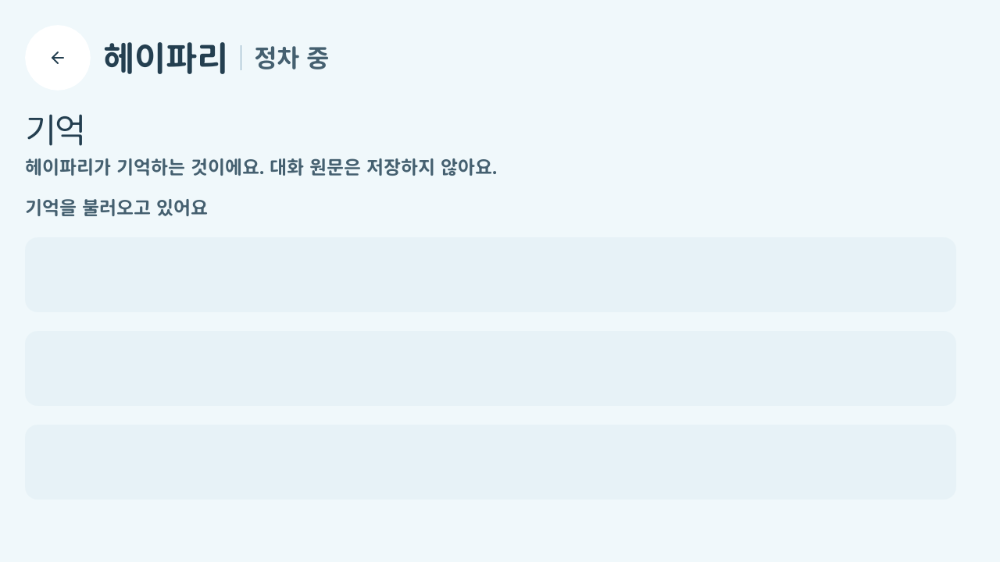 헤이파리 정차 중
기억
헤이파리가 기억하는 것이에요. 대화 원문은 저장하지 않아요.
기억을 불러오고 있어요